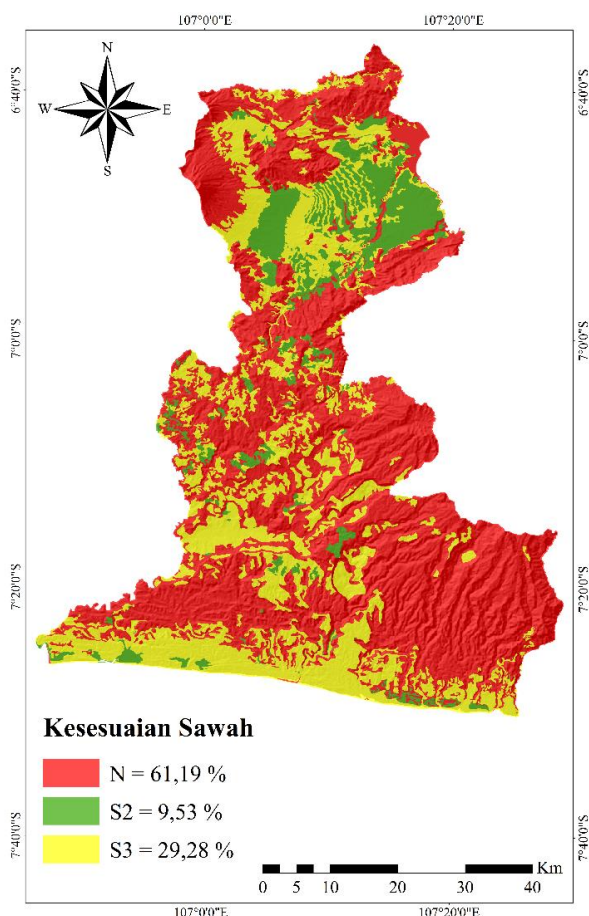 107°0'0"E 107°20'0"E
N
W E
S
6°40'0"S 6°40'0"S
7°0'0"S 7°0'0"S
7°20'0"S 7°20'0"S
7°40'0"S 7°40'0"S
Kesesuaian Sawah
N = 61,19 %
S2 = 9,53 %
S3 = 29,28 %
Km
0 5 10 20 30 40
107°0'0"E 107°20'0"E